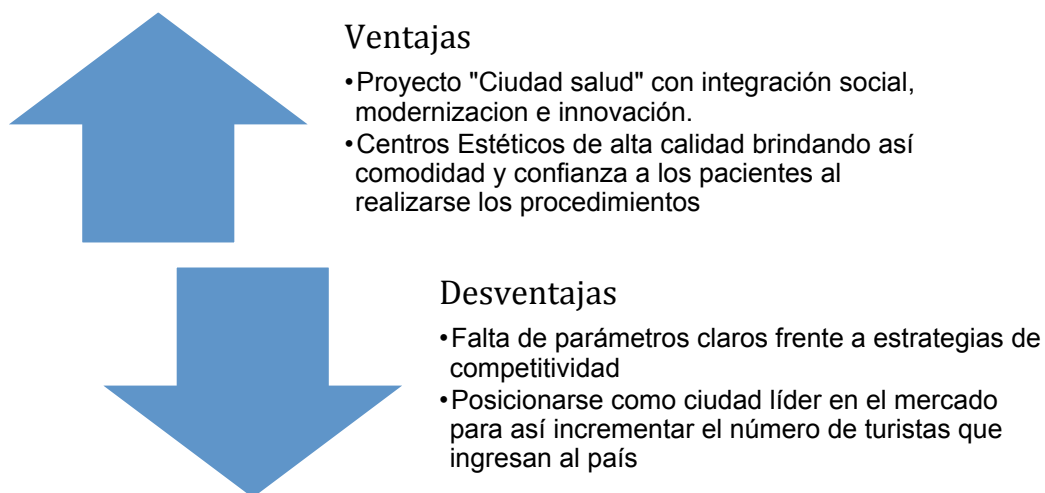 Ventajas
•Proyecto "Ciudad salud" con integración social,
modernizacion e innovación.
•Centros Estéticos de alta calidad brindando así
comodidad y confianza a los pacientes al
realizarse los procedimientos
Desventajas
•Falta de parámetros claros frente a estrategias de
competitividad
•Posicionarse como ciudad líder en el mercado
para así incrementar el número de turistas que
ingresan al país